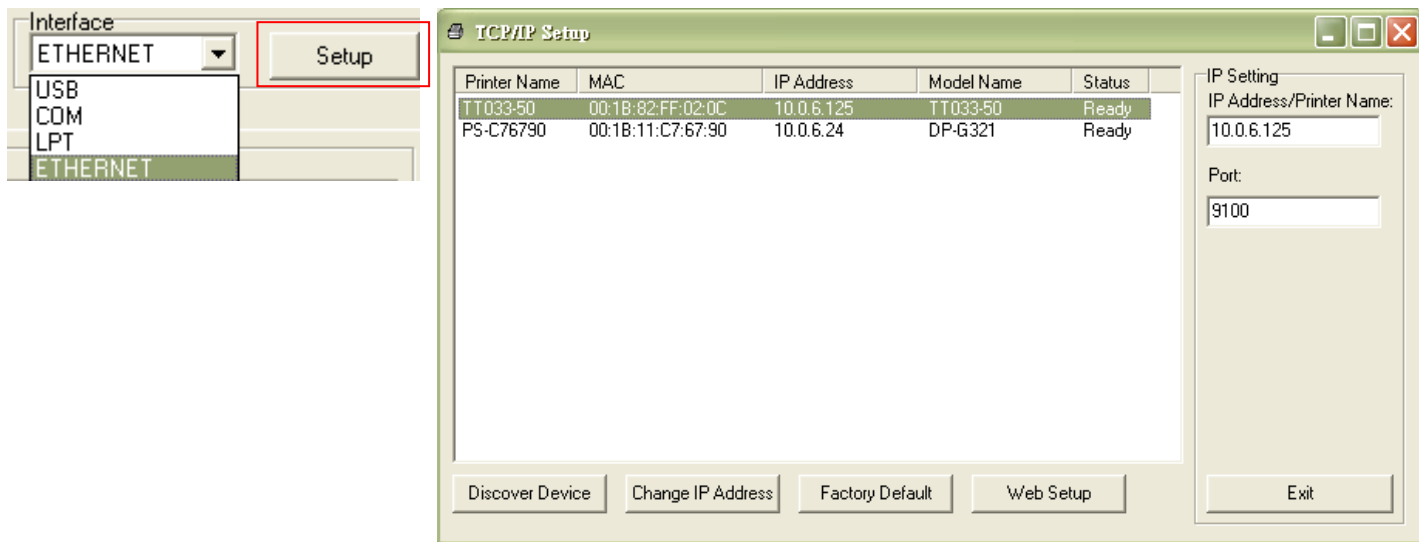 Interface
ETHERNET
Setup
USB
COM
LPT
ETHERNET
TCP/IP Setup
Printer Name MAC IP Address Model Name Status
TT033-50 00:1B:82:FF:02:0C 10.0.6.125 TT033-50 Ready
PS-C76790 00:1B:11:C7:67:90 10.0.6.24 DP-G321 Ready
IP Setting
IP Address/Printer Name:
10.0.6.125
Port:
9100
Discover Device Change IP Address Factory Default Web Setup Exit